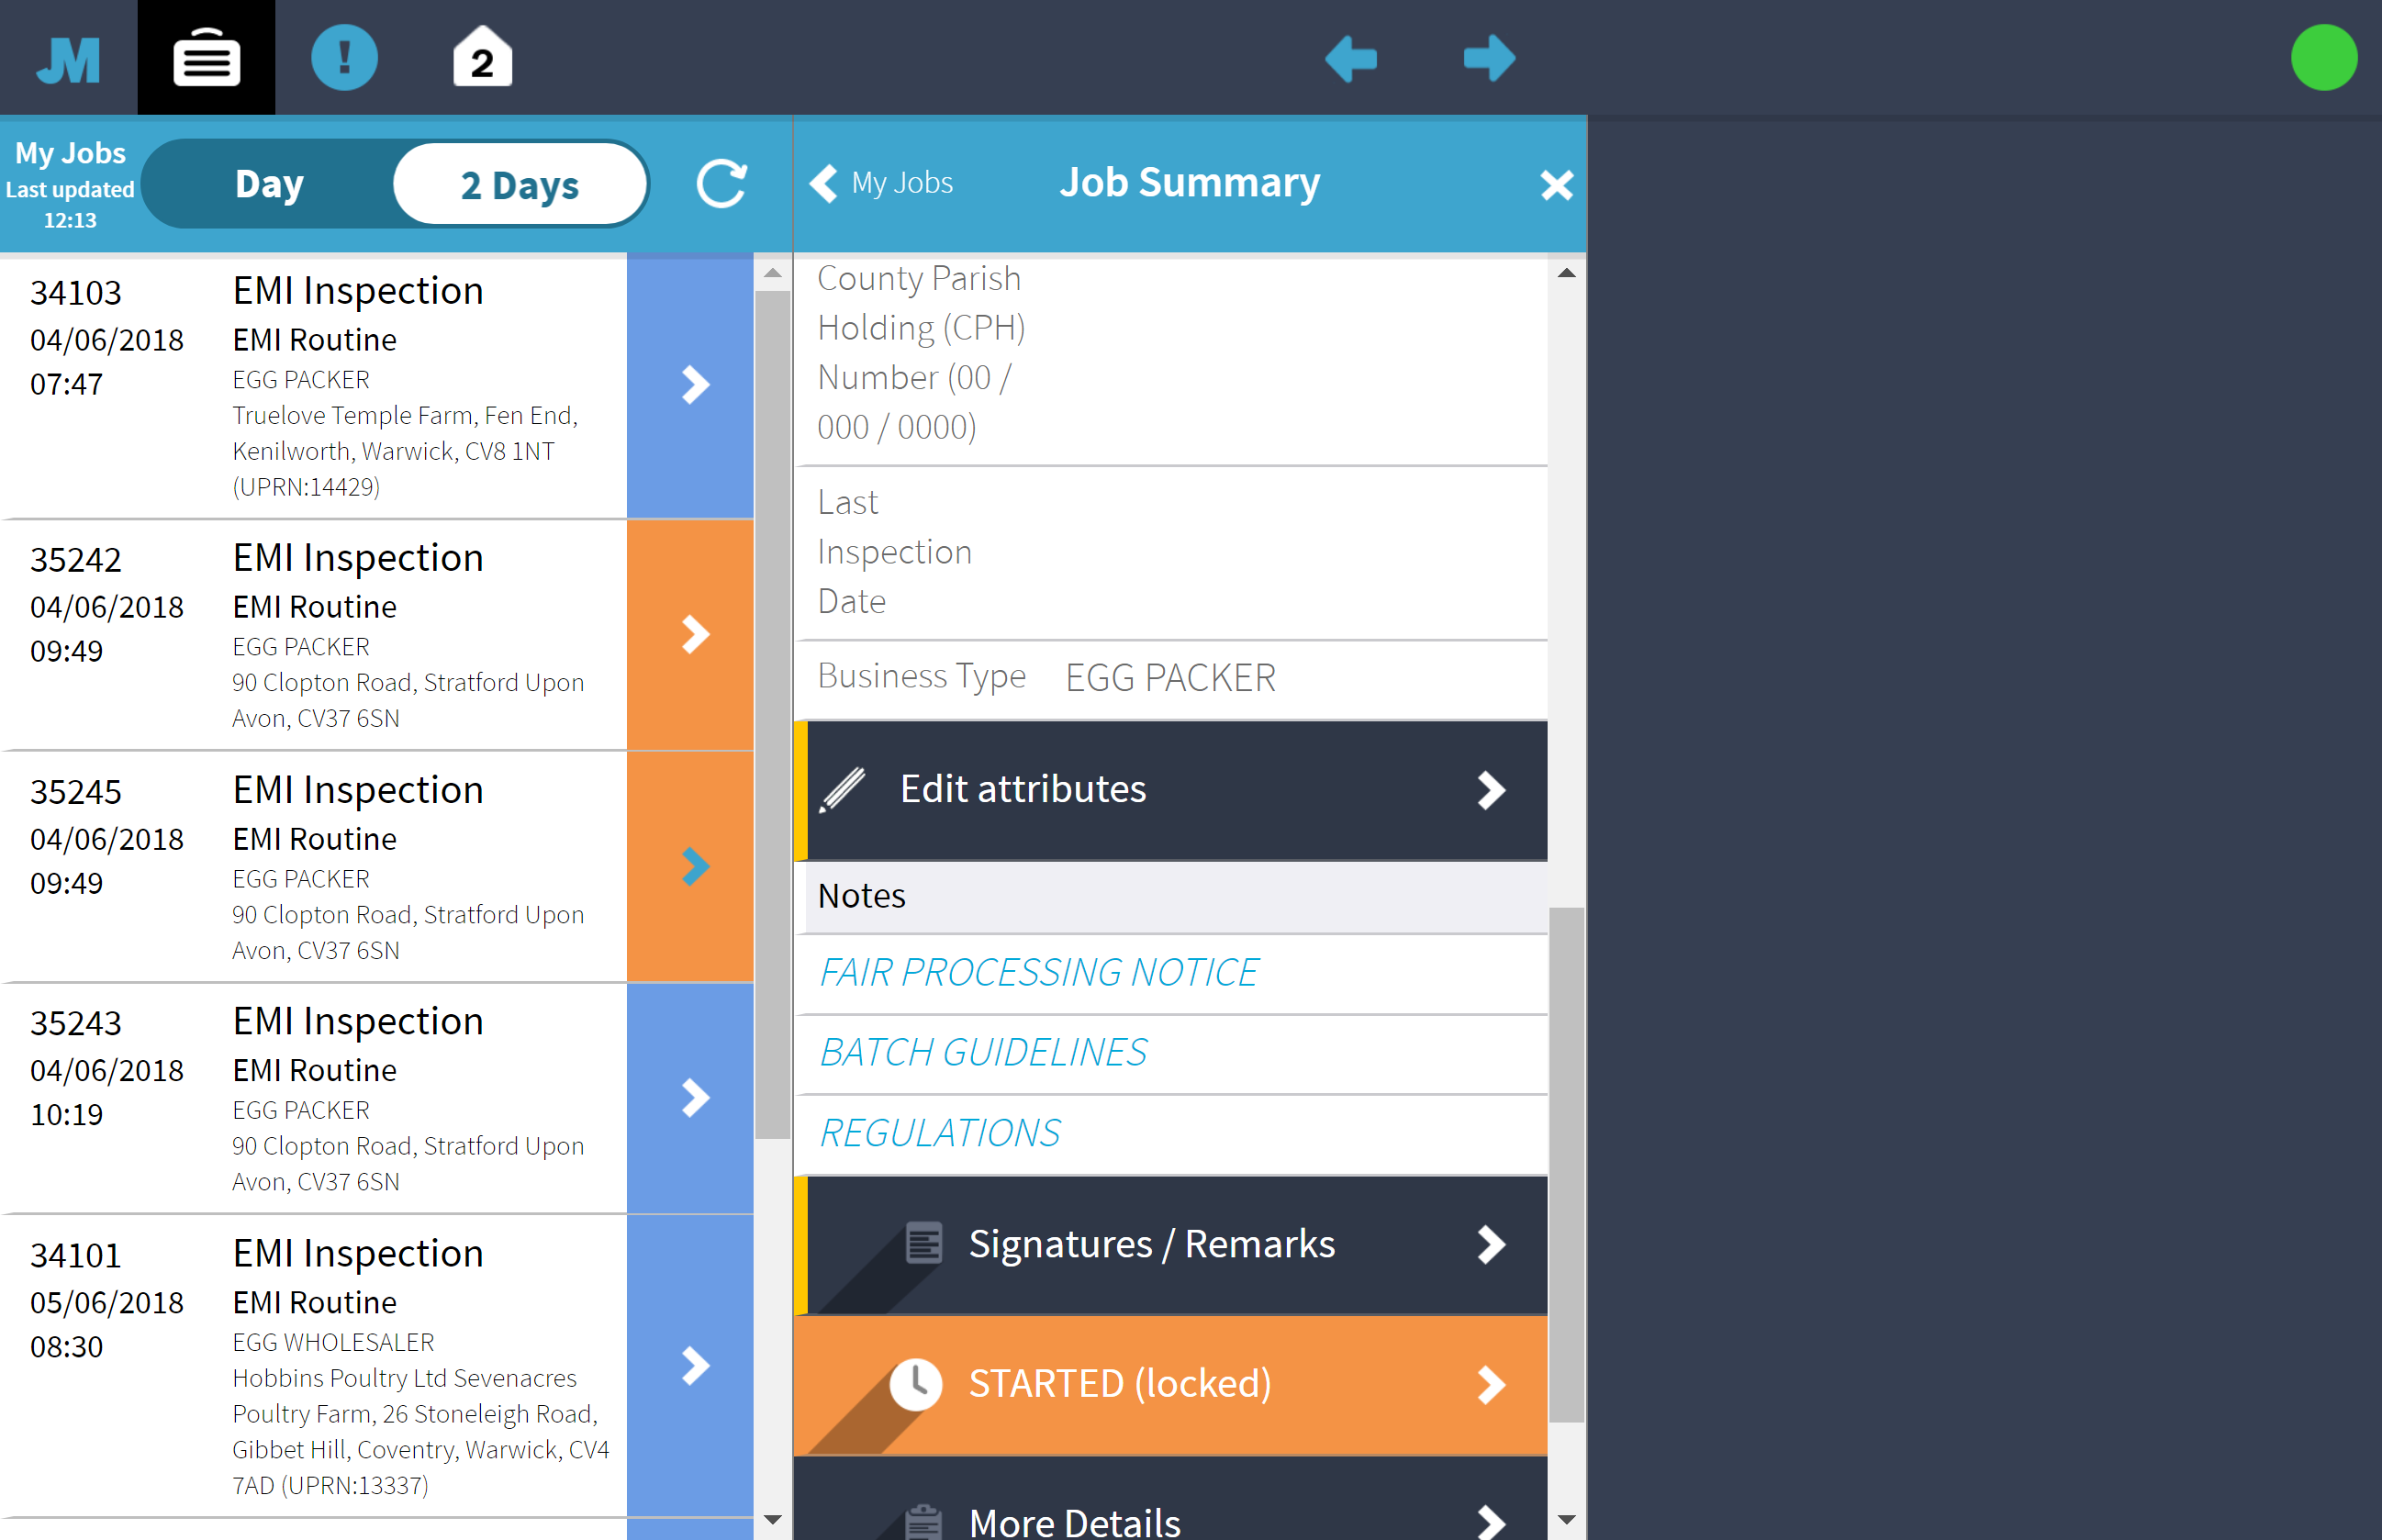 JM
!
2
My Jobs
Last updated
12:13
Day
2 Days
34103
04/06/2018
07:47
EMI Inspection
EMI Routine
EGG PACKER
Truelove Temple Farm, Fen End,
Kenilworth, Warwick, CV8 1NT
(UPRN:14429)
35242
04/06/2018
09:49
EMI Inspection
EMI Routine
EGG PACKER
90 Clopton Road, Stratford Upon
Avon, CV37 6SN
35245
04/06/2018
09:49
EMI Inspection
EMI Routine
EGG PACKER
90 Clopton Road, Stratford Upon
Avon, CV37 6SN
35243
04/06/2018
10:19
EMI Inspection
EMI Routine
EGG PACKER
90 Clopton Road, Stratford Upon
Avon, CV37 6SN
34101
05/06/2018
08:30
EMI Inspection
EMI Routine
EGG WHOLESALER
Hobbins Poultry Ltd Sevenacres
Poultry Farm, 26 Stoneleigh Road,
Gibbet Hill, Coventry, Warwick, CV4
7AD (UPRN:13337)
My Jobs
Job Summary
County Parish
Holding (CPH)
Number (00 /
000 / 0000)
Last
Inspection
Date
Business Type EGG PACKER
Edit attributes
Notes
FAIR PROCESSING NOTICE
BATCH GUIDELINES
REGULATIONS
Signatures / Remarks
STARTED (locked)
More Details